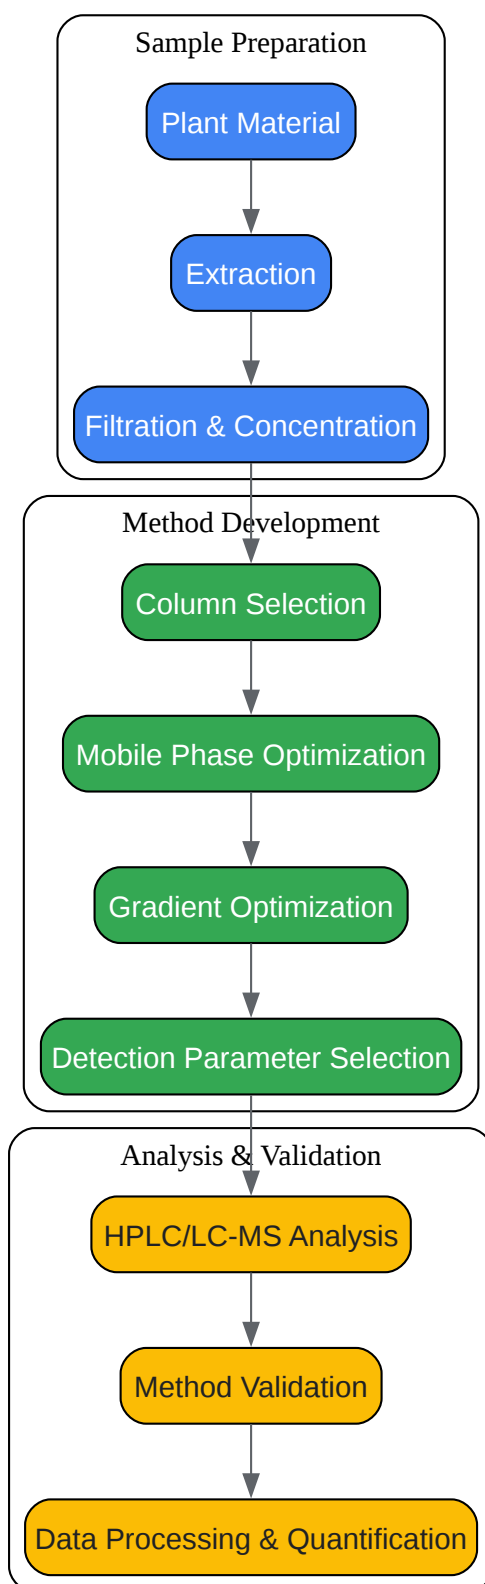 Sample Preparation
Plant Material
Extraction
Filtration & Concentration
Method Development
Column Selection
Mobile Phase Optimization
Gradient Optimization
Detection Parameter Selection
Analysis & Validation
HPLC/LC-MS Analysis
Method Validation
Data Processing & Quantification